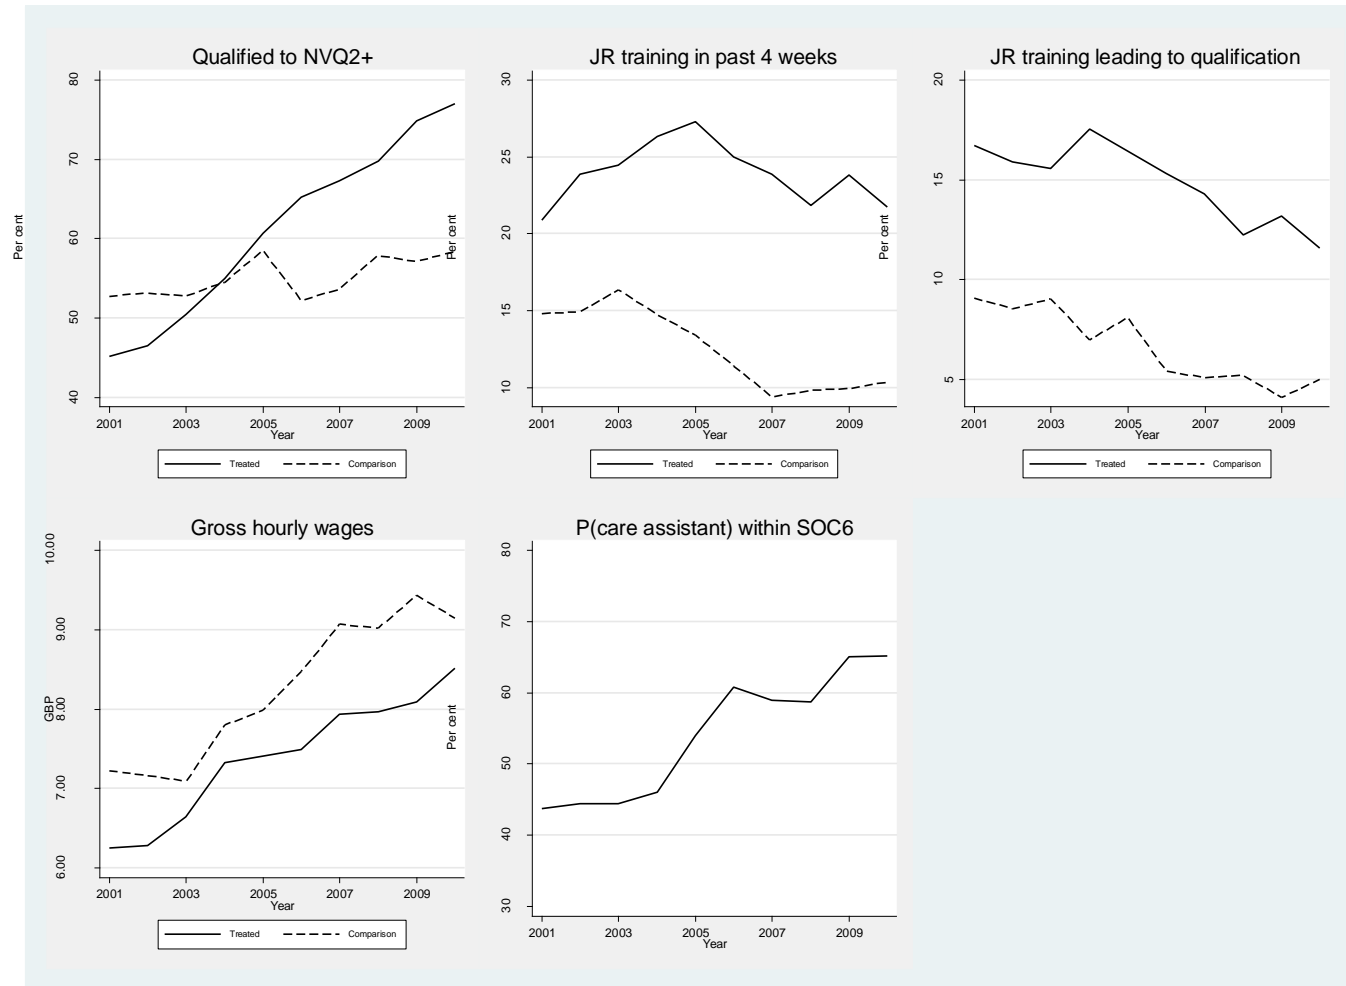 Qualified to NVQ2+
Per cent
80
70
60
50
40
2001 2003 2005 2007 2009
Year
Treated Comparison
JR training in past 4 weeks
Per cent
30
25
20
15
10
2001 2003 2005 2007 2009
Year
Treated Comparison
JR training leading to qualification
Per cent
20
15
10
5
2001 2003 2005 2007 2009
Year
Treated Comparison
Gross hourly wages
GBP
10.00
9.00
8.00
7.00
6.00
2001 2003 2005 2007 2009
Year
Treated Comparison
P(care assistant) within SOC6
Per cent
80
70
60
50
40
30
2001 2003 2005 2007 2009
Year